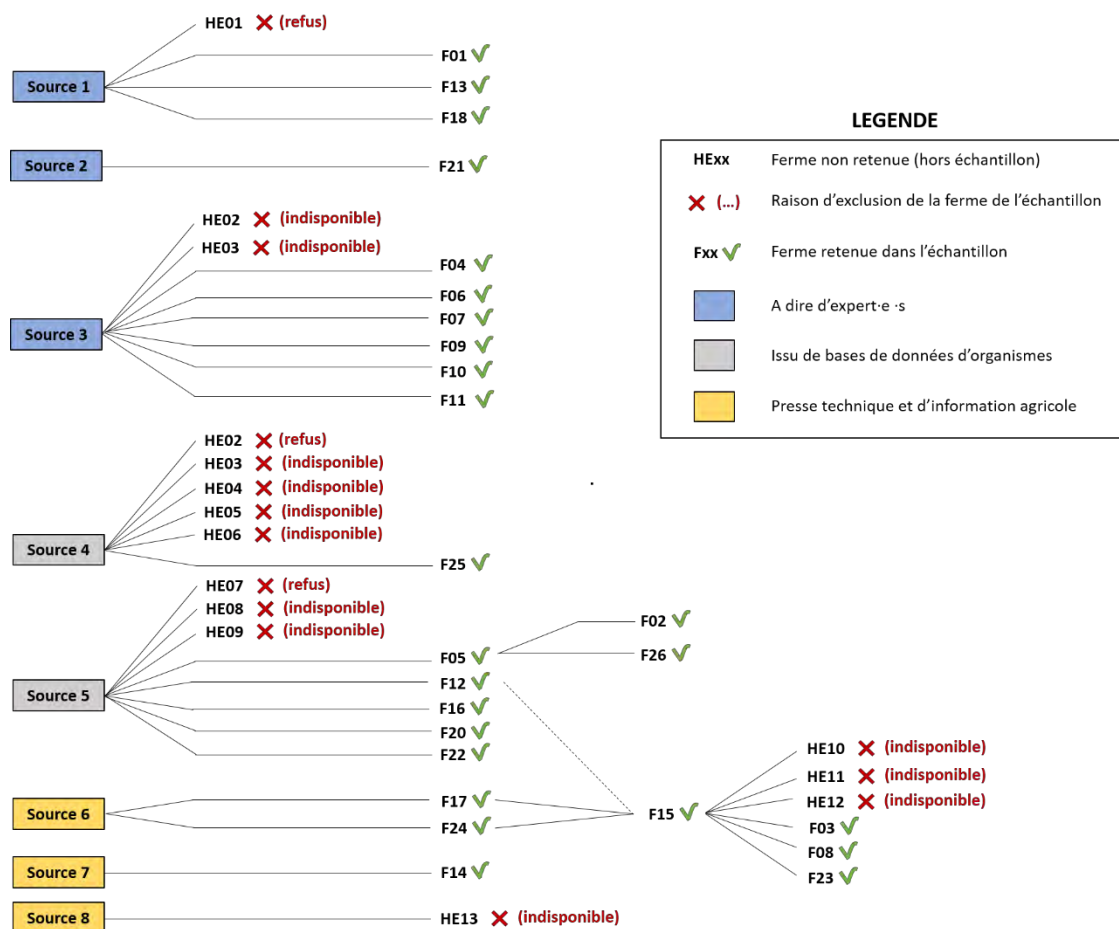 HE01 (refus)
F01
Source 1
F13
F18
Source 2
F21
HE02 (indisponible)
HE03 (indisponible)
F04
F06
F07
Source 3
F09
F10
F11
HE02 (refus)
HE03 (indisponible)
HE04 (indisponible)
HE05 (indisponible)
HE06 (indisponible)
Source 4
F25
HE07 (refus)
HE08 (indisponible)
HE09 (indisponible)
F05
F12
Source 5
F16
F20
F22
F02
F26
F17
Source 6
F24
F15
HE10 (indisponible)
HE11 (indisponible)
HE12 (indisponible)
F03
F08
F23
Source 7
F14
Source 8
HE13 (indisponible)
LEGENDE
HExx Ferme non retenue (hors échantillon)
(...) Raison d'exclusion de la ferme de l'échantillon
Fxx Ferme retenue dans l'échantillon
A dire d'expert·e ·s
Issu de bases de données d'organismes
Presse technique et d'information agricole